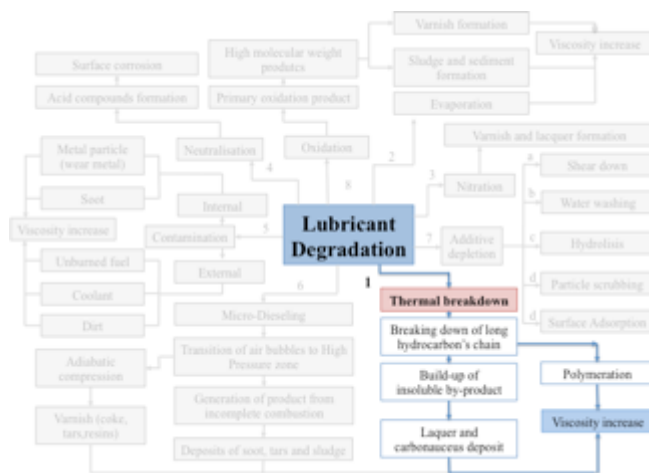 Varnish formation
High molecular weight
produtcs
Viscosity increase
Surface corrosion
Sludge and sediment
formation
Acid compounds formation
Primary oxidation product
Evaporation
Metal particle
(wear metal)
Neutralisation
Oxidation
2
Varnish and lacquer formation
4
8
3
Nitration
a
Shear down
Soot
Internal
b
Water washing
Viscosity increase
Contamination
5
Lubricant
Degradation
7
Additive
depletion
c
Hydrolisis
Unburned fuel
External
Coolant
6
1
d
Particle scrubbing
Dirt
Micro-Dieseling
Thermal breakdown
d
Surface Adsorption
Breaking down of long
hydrocarbon's chain
Adiabatic
compression
Transition of air bubbles to High
Pressure zone
Build-up of
insoluble by-product
Polymeration
Generation of product from
incomplete combustion
Varnish (coke,
tars,resins)
Laquer and
carbonauceus deposit
Viscosity increase
Deposits of soot, tars and sludge